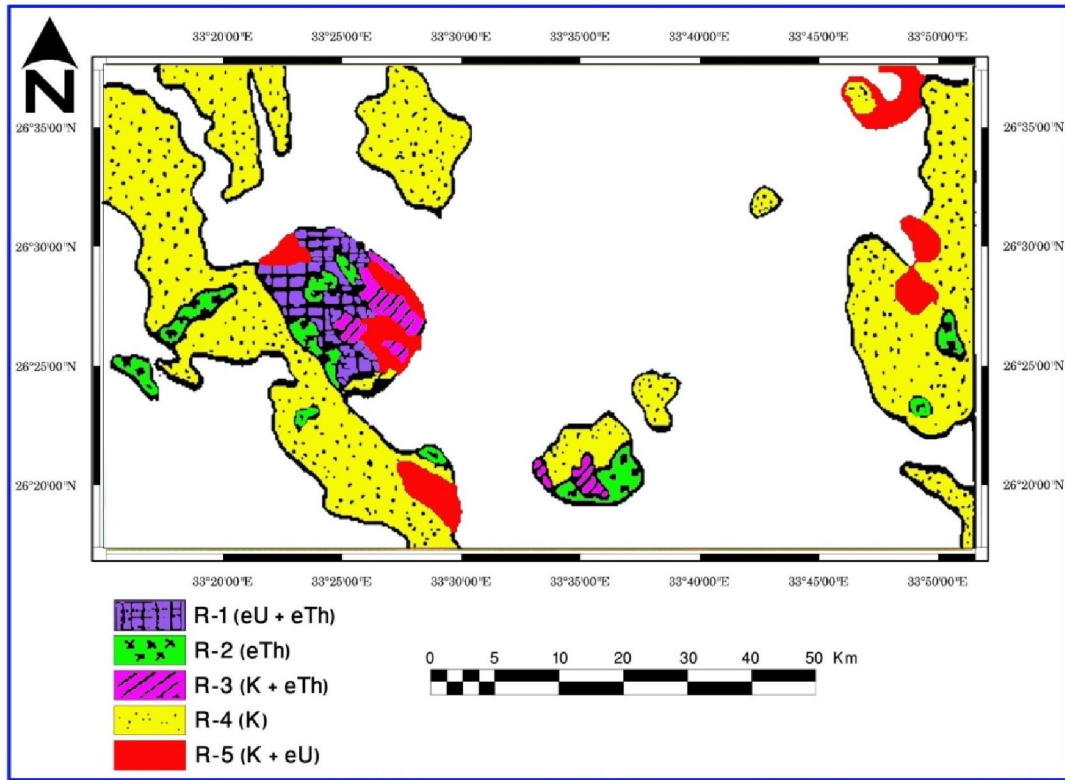 33°20'00"E 33°25'00"E 33°30'00"E 33°35'00"E 33°40'00"E 33°45'00"E 33°50'00"E
N
26°35'00"N 26°35'00"N
26°30'00"N 26°30'00"N
26°25'00"N 26°25'00"N
26°20'00"N 26°20'00"N
33°20'00"E 33°25'00"E 33°30'00"E 33°35'00"E 33°40'00"E 33°45'00"E 33°50'00"E
R-1 (eU + eTh)
R-2 (eTh)
0 5 10 20 30 40 50 Km
R-3 (K + eTh)
R-4 (K)
R-5 (K + eU)